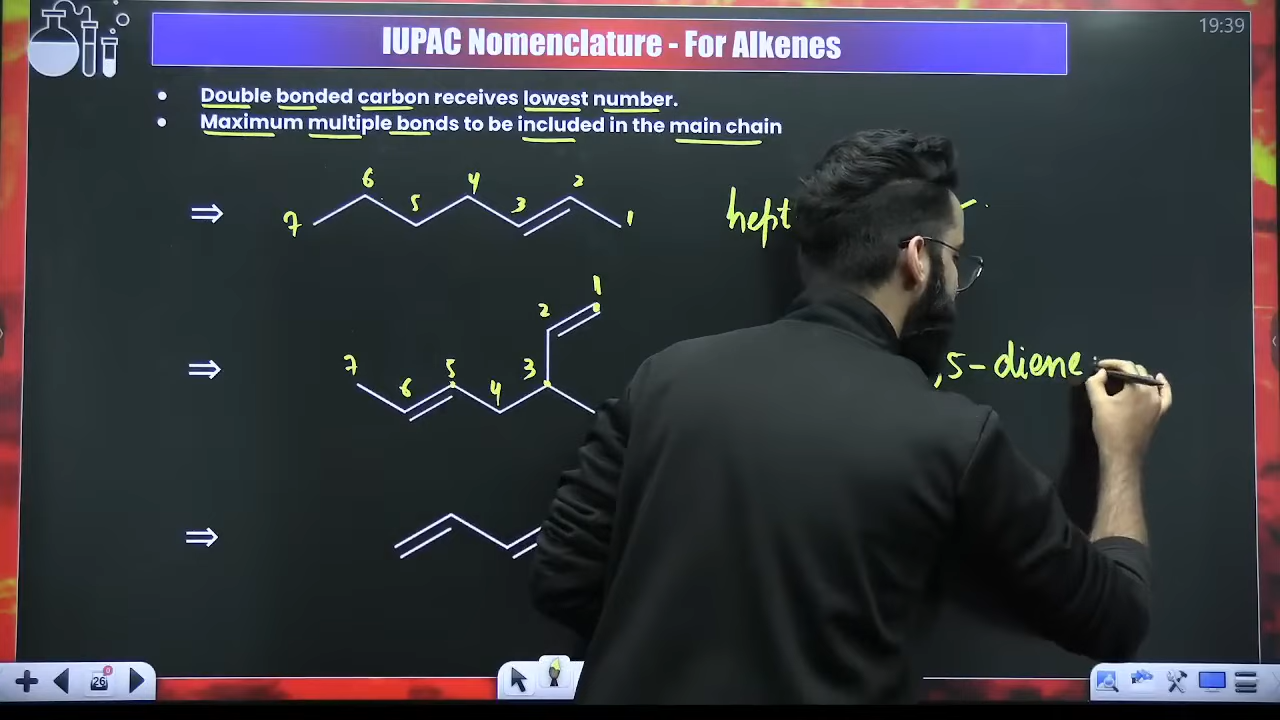 19:39
IUPAC Nomenclature - For Alkenes
• Double bonded carbon receives lowest number.
• Maximum multiple bonds to be included in the main chain
⇒ 7 6 5 4 3 2 1 hept
⇒ 7 6 5 4 3 2 1 ,5-diene
⇒
26
0